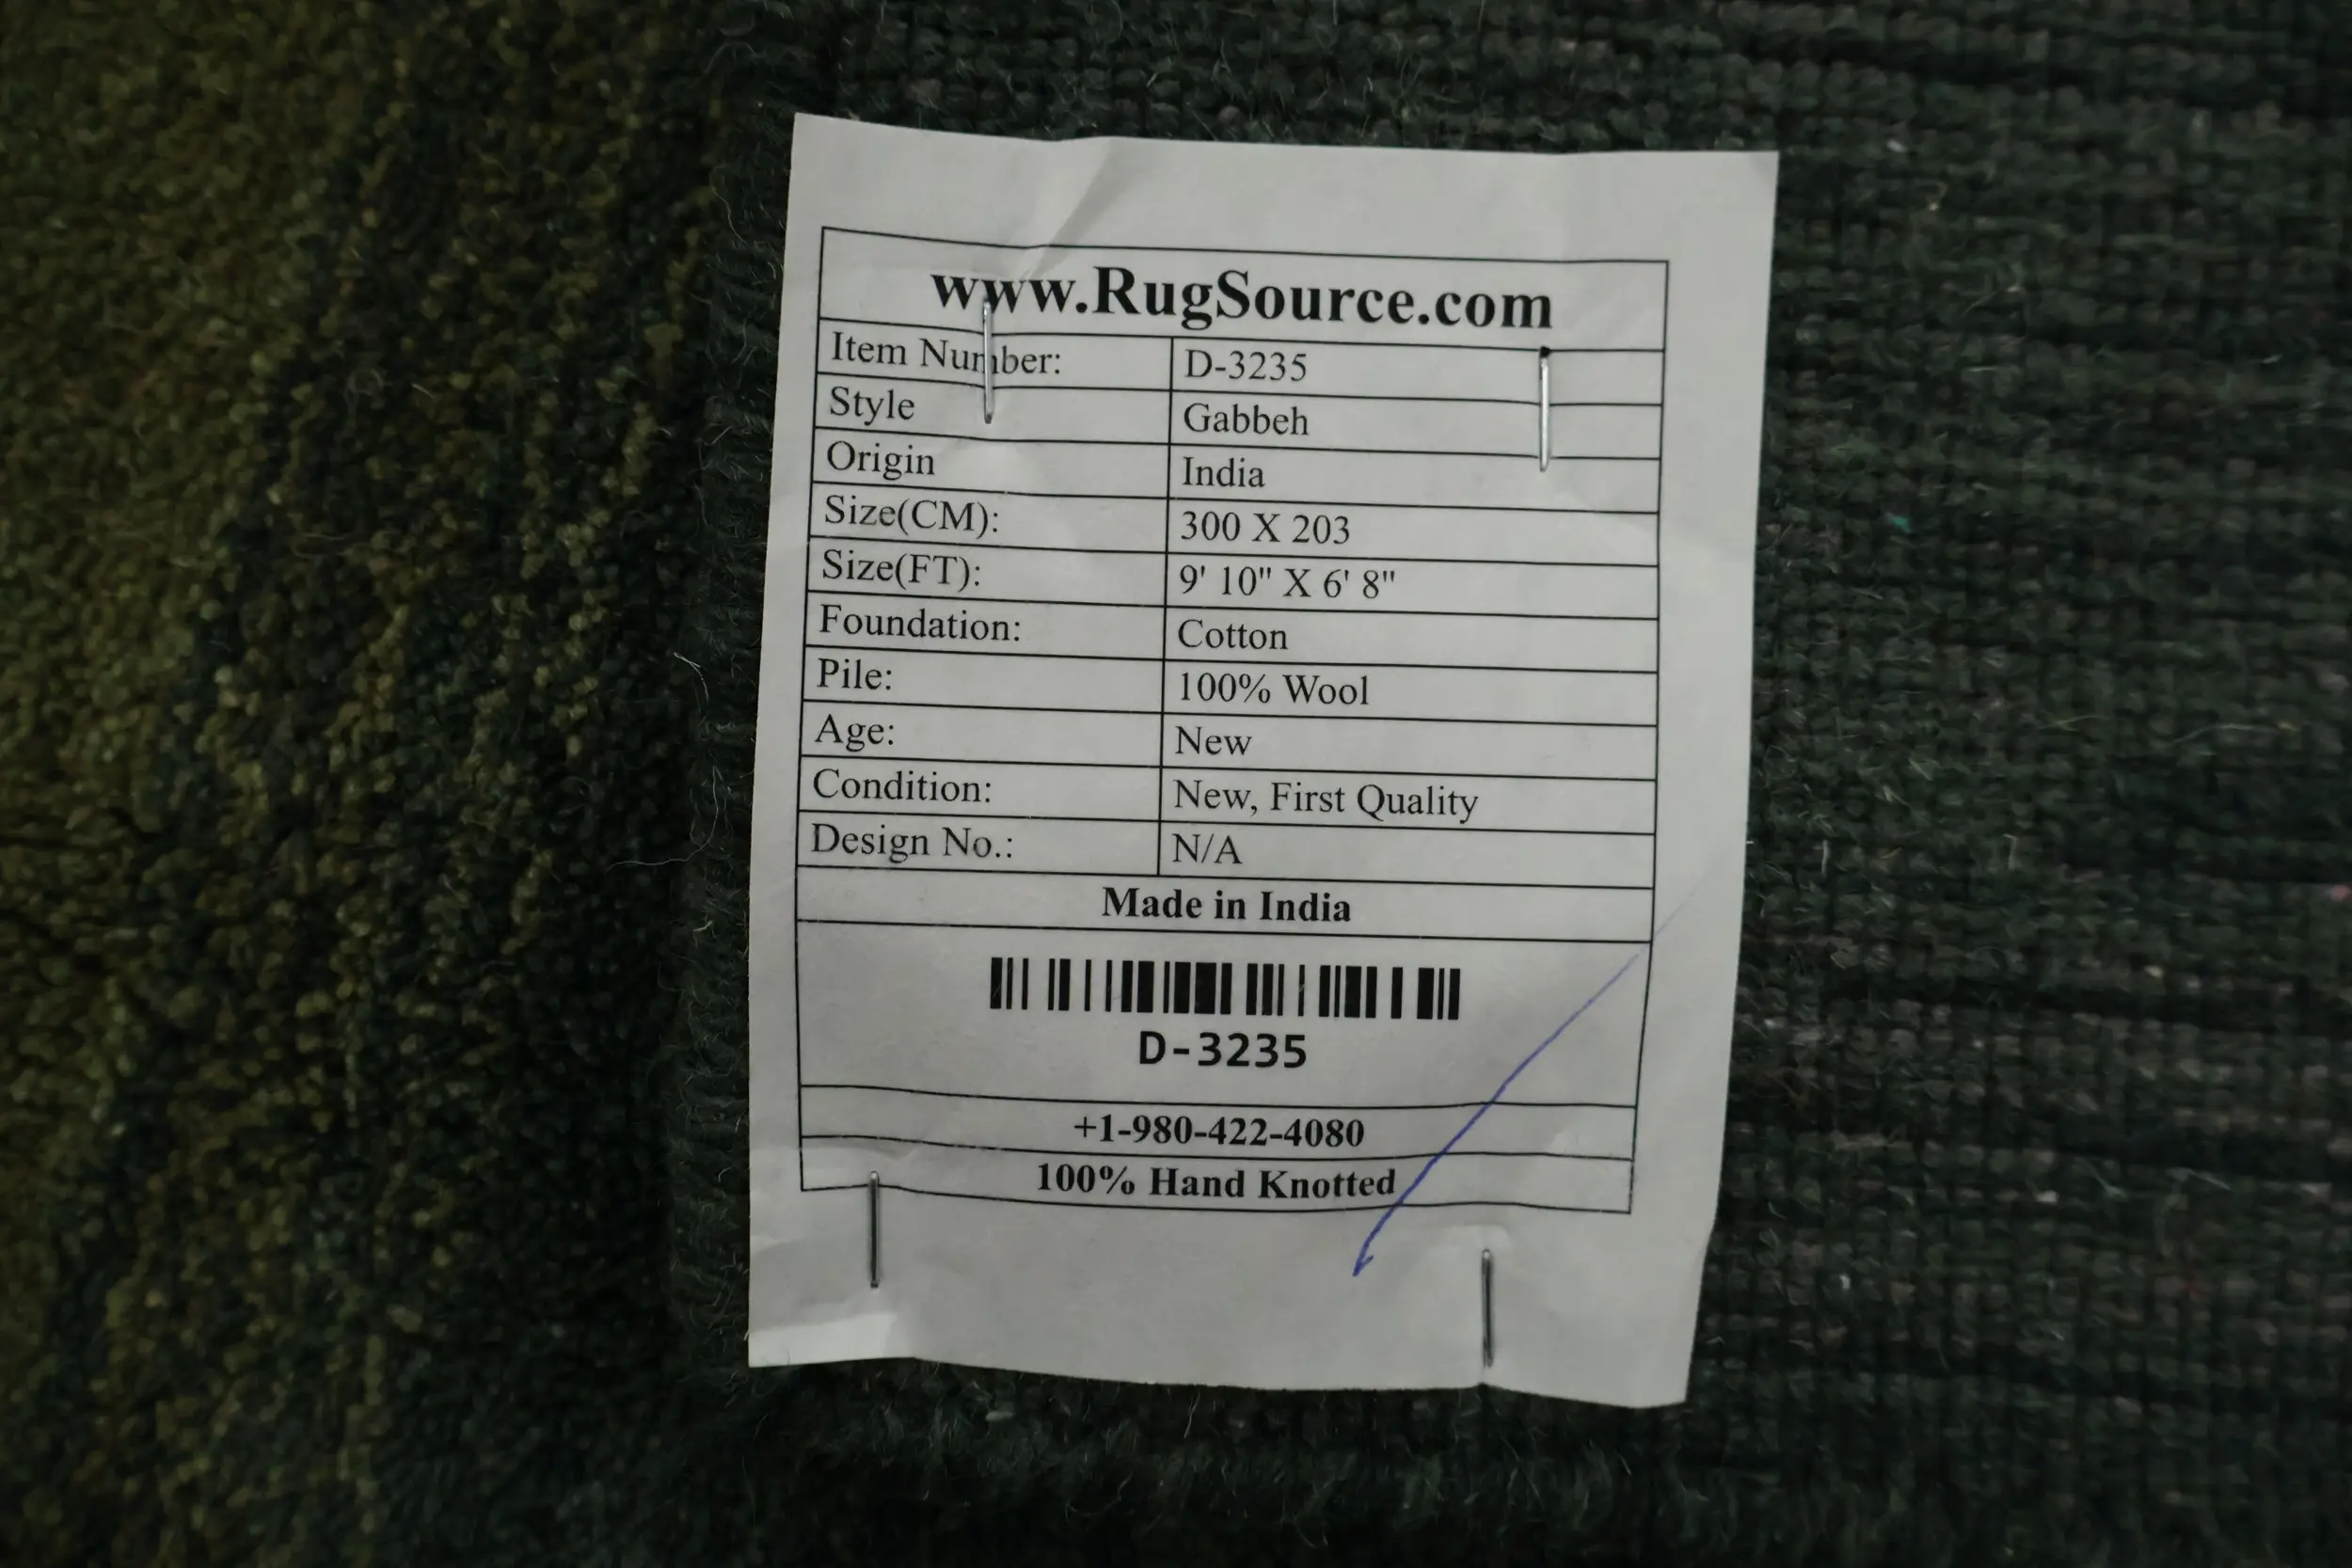 www.RugSource.com
Item Number: D-3235
Style Gabbeh
Origin India
Size(CM): 300 X 203
Size(FT): 9' 10" X 6' 8"
Foundation: Cotton
Pile: 100% Wool
Age: New
Condition: New, First Quality
Design No.: N/A
Made in India
D-3235
+1-980-422-4080
100% Hand Knotted